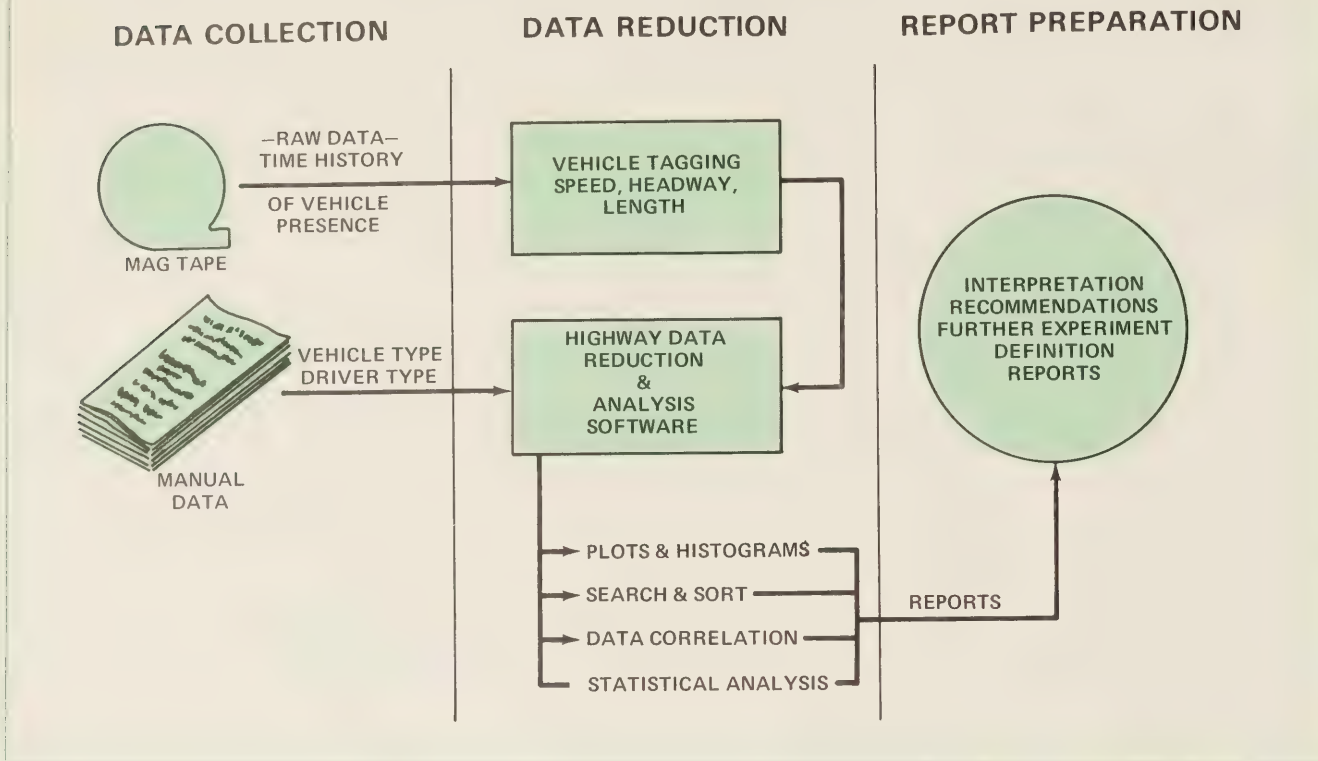 DATA COLLECTION
DATA REDUCTION
REPORT PREPARATION
–RAW DATA–
TIME HISTORY
OF VEHICLE
PRESENCE
MAG TAPE
VEHICLE TAGGING
SPEED, HEADWAY,
LENGTH
VEHICLE TYPE
DRIVER TYPE
MANUAL
DATA
HIGHWAY DATA
REDUCTION
&
ANALYSIS
SOFTWARE
PLOTS & HISTOGRAMS
SEARCH & SORT
DATA CORRELATION
STATISTICAL ANALYSIS
REPORTS
INTERPRETATION
RECOMMENDATIONS
FURTHER EXPERIMENT
DEFINITION
REPORTS